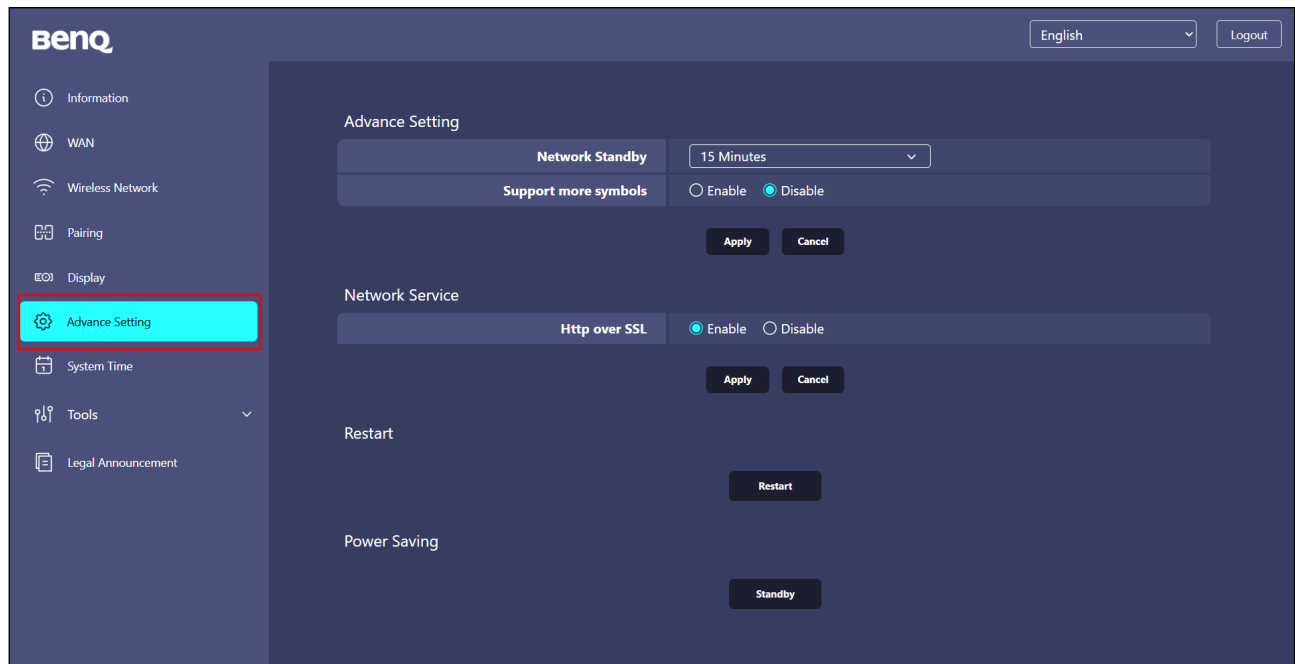 BenQ
English
Logout
Information
WAN
Wireless Network
Pairing
Display
Advance Setting
System Time
Tools
Legal Announcement
Advance Setting
Network Standby 15 Minutes
Support more symbols Enable Disable
Apply Cancel
Network Service
Http over SSL Enable Disable
Apply Cancel
Restart
Restart
Power Saving
Standby